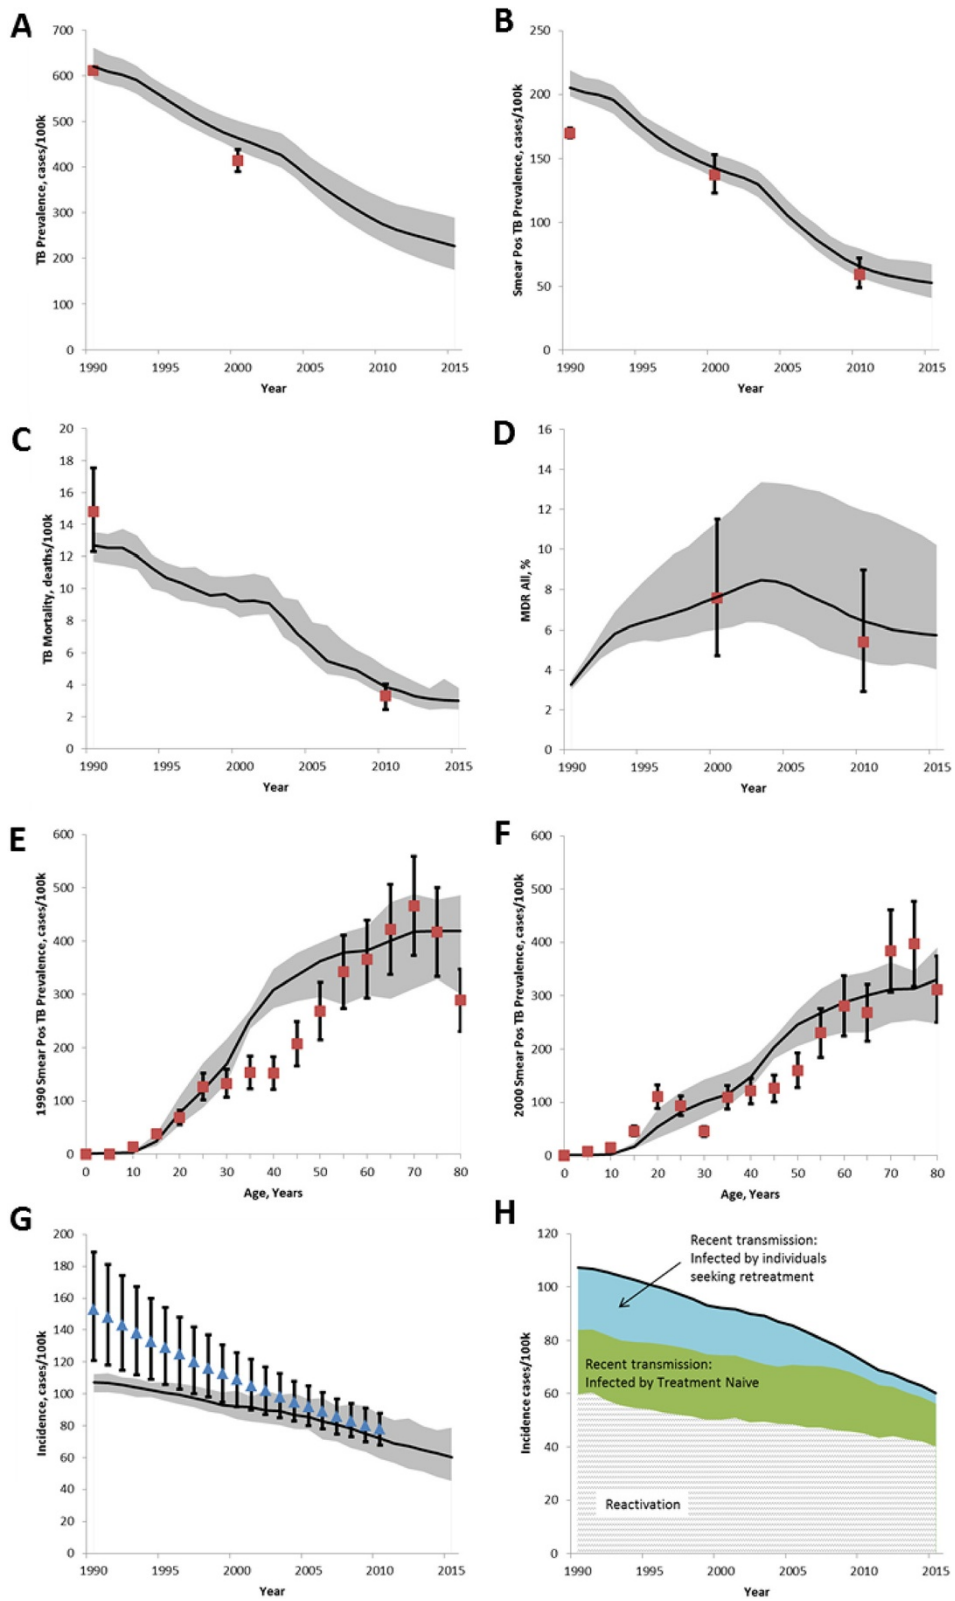 A
TB Prevalence, cases/100k
700
600
500
400
300
200
100
0
1990 1995 2000 2005 2010 2015
Year
B
Smear Pos TB Prevalence, cases/100k
250
200
150
100
50
0
1990 1995 2000 2005 2010 2015
Year
C
TB Mortality, deaths/100k
20
18
16
14
12
10
8
6
4
2
0
1990 1995 2000 2005 2010 2015
Year
D
MDR All, %
16
14
12
10
8
6
4
2
0
1990 1995 2000 2005 2010 2015
Year
E
1990 Smear Pos TB Prevalence, cases/100k
600
500
400
300
200
100
0
0 10 20 30 40 50 60 70 80
Age, Years
F
2000 Smear Pos TB Prevalence, cases/100k
600
500
400
300
200
100
0
0 10 20 30 40 50 60 70 80
Age, Years
G
Incidence, cases/100k
200
180
160
140
120
100
80
60
40
20
0
1990 1995 2000 2005 2010 2015
Year
H
Incidence cases/100k
120
100
80
60
40
20
0
Recent transmission:
Infected by individuals
seeking retreatment
Recent transmission:
Infected by Treatment Naive
Reactivation
1990 1995 2000 2005 2010 2015
Year